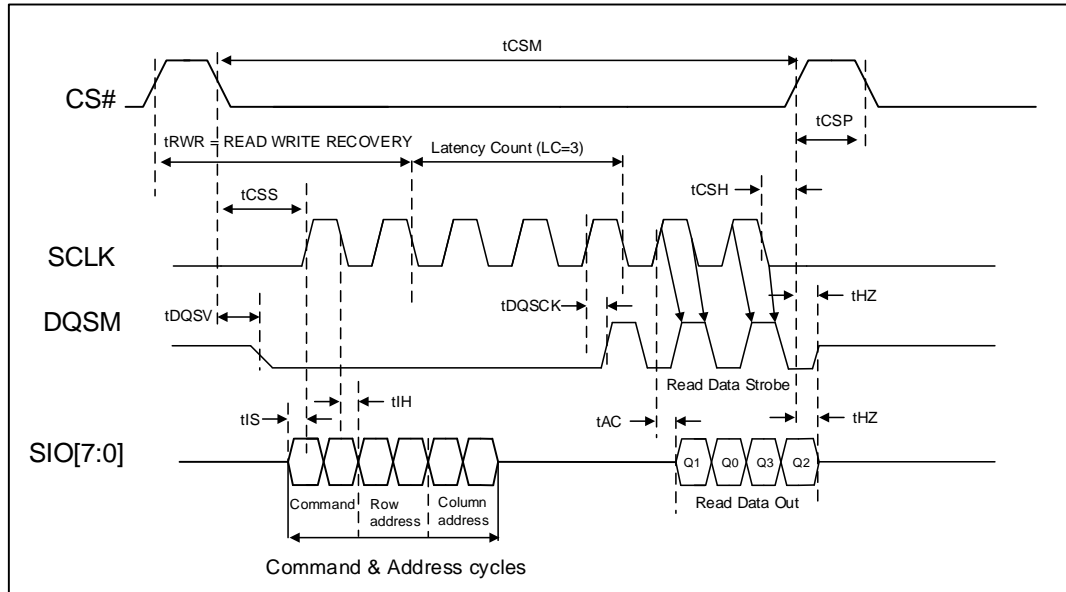 tCSM
CS#
tCSP
tRWR = READ WRITE RECOVERY
Latency Count (LC=3)
tCSH
tCSS
SCLK
tHZ
tDQSCK
tDQSV
DQSM
Read Data Strobe
tIH
tIS
tAC
tHZ
SIO[7:0]
Q1 Q0 Q3 Q2
Command
Row address
Column address
Read Data Out
Command & Address cycles